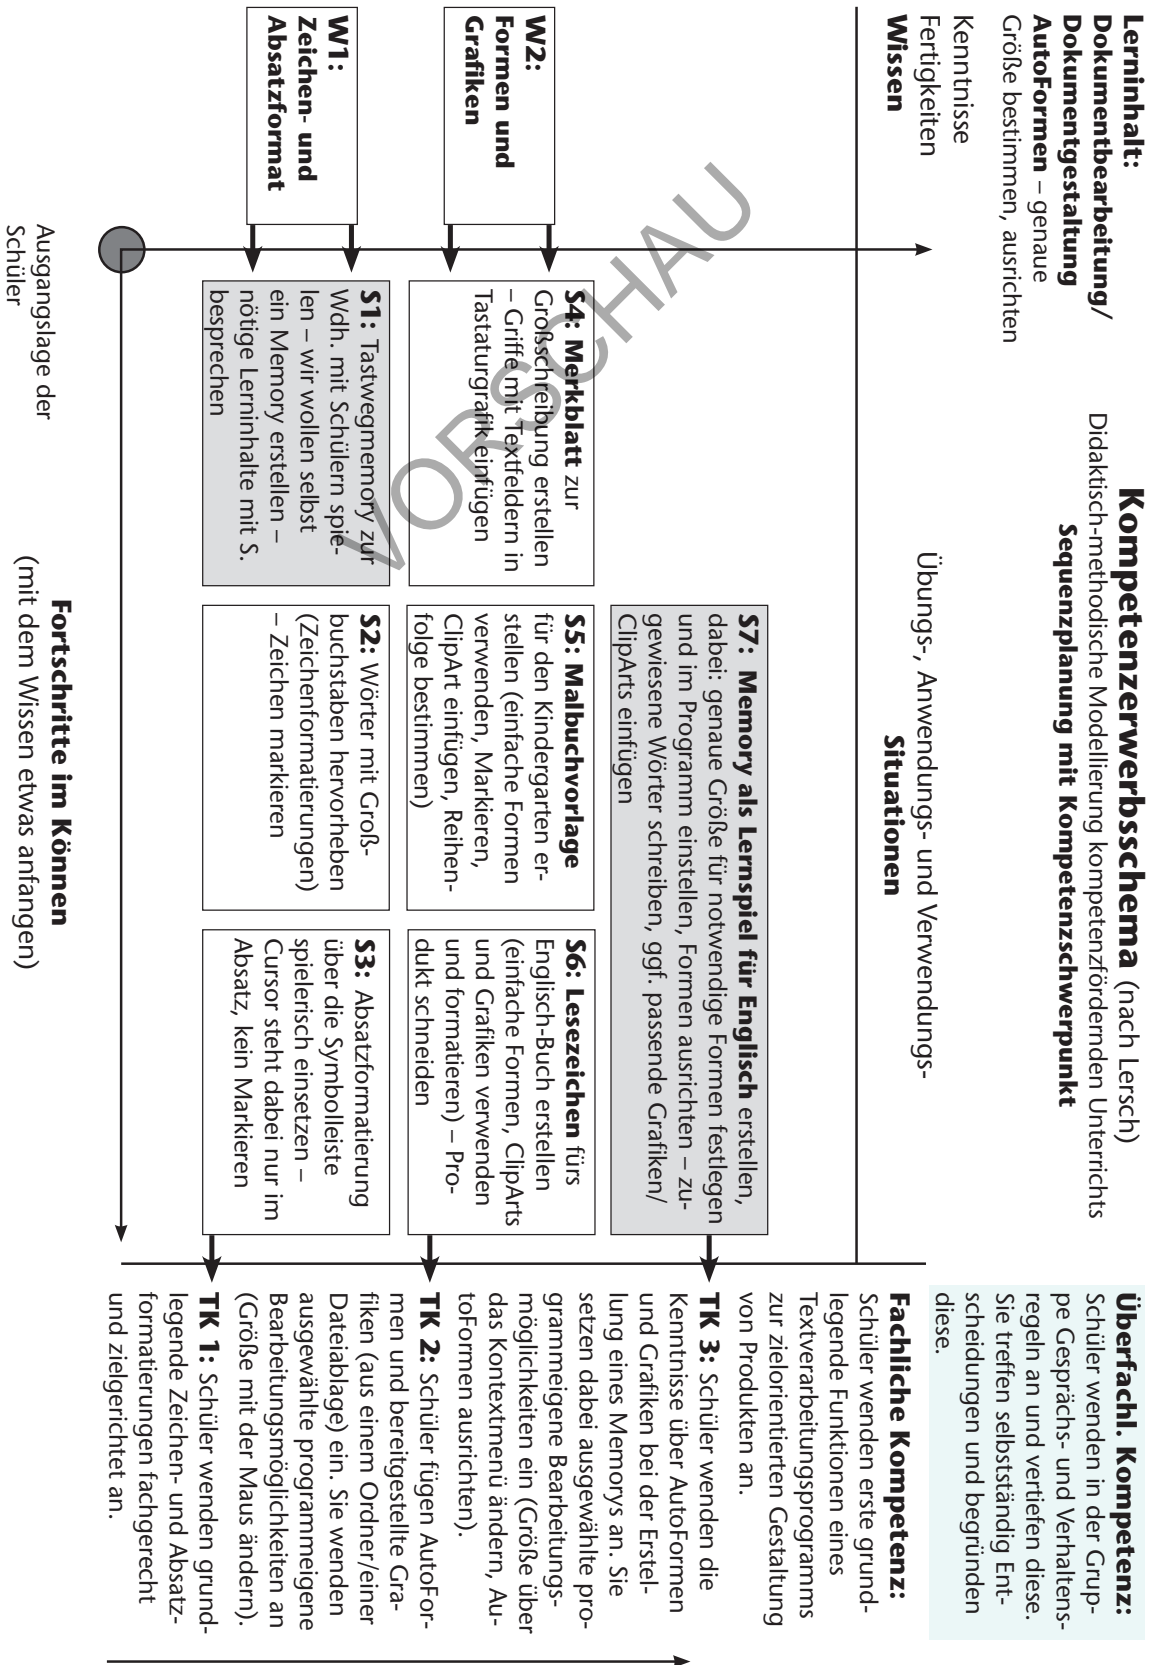 Lerninhalt:
Dokumentbearbeitung/
Dokumentgestaltung
AutoFormen – genaue
Größe bestimmen, ausrichten
Kompetenzerwerbsschema (nach Lersch)
Didaktisch-methodische Modellierung kompetenzfördernden Unterrichts
Sequenzplanung mit Kompetenzschwerpunkt
Überfachl. Kompetenz:
Schüler wenden in der Grup-
pe Gesprächs- und Verhaltens-
regeln an und vertiefen diese.
Sie treffen selbstständig Ent-
scheidungen und begründen
diese.
Kenntnisse
Fertigkeiten
Wissen
Übungs-, Anwendungs- und Verwendungs-
Situationen
Fachliche Kompetenz:
Schüler wenden erste grund-
legende Funktionen eines
Textverarbeitungsprogramms
zur zielorientierten Gestaltung
von Produkten an.
S7: Memory als Lernspiel für Englisch erstellen,
dabei: genaue Größe für notwendige Formen festlegen
und im Programm einstellen, Formen ausrichten – zu-
gewiesene Wörter schreiben, ggf. passende Grafiken/
ClipArts einfügen
TK 3: Schüler wenden die
Kenntnisse über AutoFormen
und Grafiken bei der Erstel-
lung eines Memorys an. Sie
setzen dabei ausgewählte pro-
grammeigene Bearbeitungs-
möglichkeiten ein (Größe über
das Kontextmenü ändern, Au-
toFormen ausrichten).
W2:
Formen und
Grafiken
S4: Merkblatt zur
Großschreibung erstellen
– Griffe mit Textfeldern in
Tastaturgrafik einfügen
S5: Malbuchvorlage
für den Kindergarten er-
stellen (einfache Formen
verwenden, Markieren,
ClipArt einfügen, Reihen-
folge bestimmen)
S6: Lesezeichen fürs
Englisch-Buch erstellen
(einfache Formen, ClipArts
und Grafiken verwenden
und formatieren) – Pro-
dukt schneiden
TK 2: Schüler fügen AutoFor-
men und bereitgestellte Gra-
fiken (aus einem Ordner/einer
Dateiablage) ein. Sie wenden
ausgewählte programmeigene
Bearbeitungsmöglichkeiten an
(Größe mit der Maus ändern).
W1:
Zeichen- und
Absatzformat
S1: Tastwegmemory zur
Wdh. mit Schülern spie-
len – wir wollen selbst
ein Memory erstellen –
nötige Lerninhalte mit S.
besprechen
S2: Wörter mit Groß-
buchstaben hervorheben
(Zeichenformatierungen)
– Zeichen markieren
S3: Absatzformatierung
über die Symbolleiste
spielerisch einsetzen –
Cursor steht dabei nur im
Absatz, kein Markieren
TK 1: Schüler wenden grund-
legende Zeichen- und Absatz-
formatierungen fachgerecht
und zielgerichtet an.
Ausgangslage der
Schüler
Fortschritte im Können
(mit dem Wissen etwas anfangen)
VORSCHAU